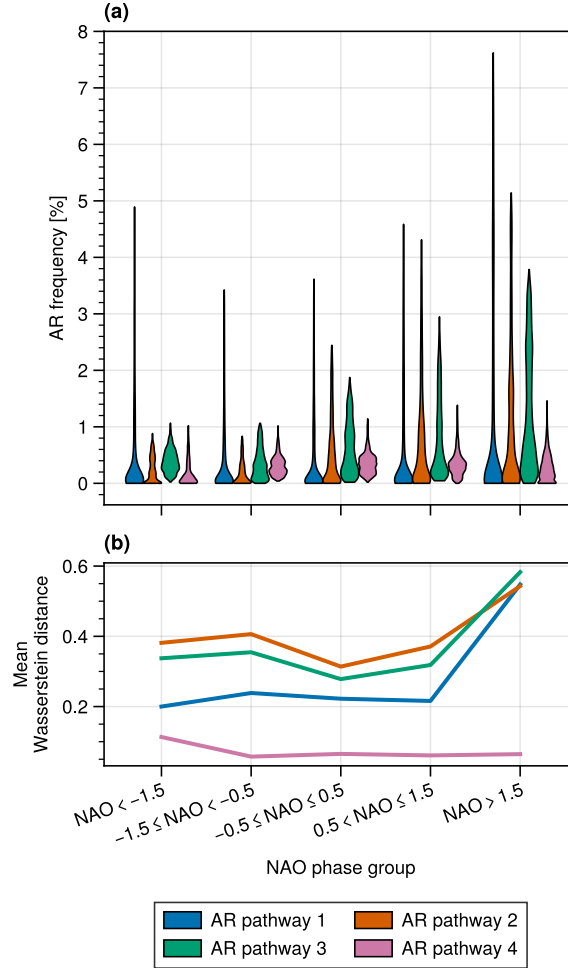 (a)
8
7
6
5
4
3
2
1
0
AR frequency [%]
(b)
0.6
0.4
0.2
Mean
Wasserstein distance
NAO < −1.5
−1.5 ≤ NAO < −0.5
−0.5 ≤ NAO ≤ 0.5
0.5 < NAO ≤ 1.5
NAO > 1.5
NAO phase group
AR pathway 1
AR pathway 2
AR pathway 3
AR pathway 4